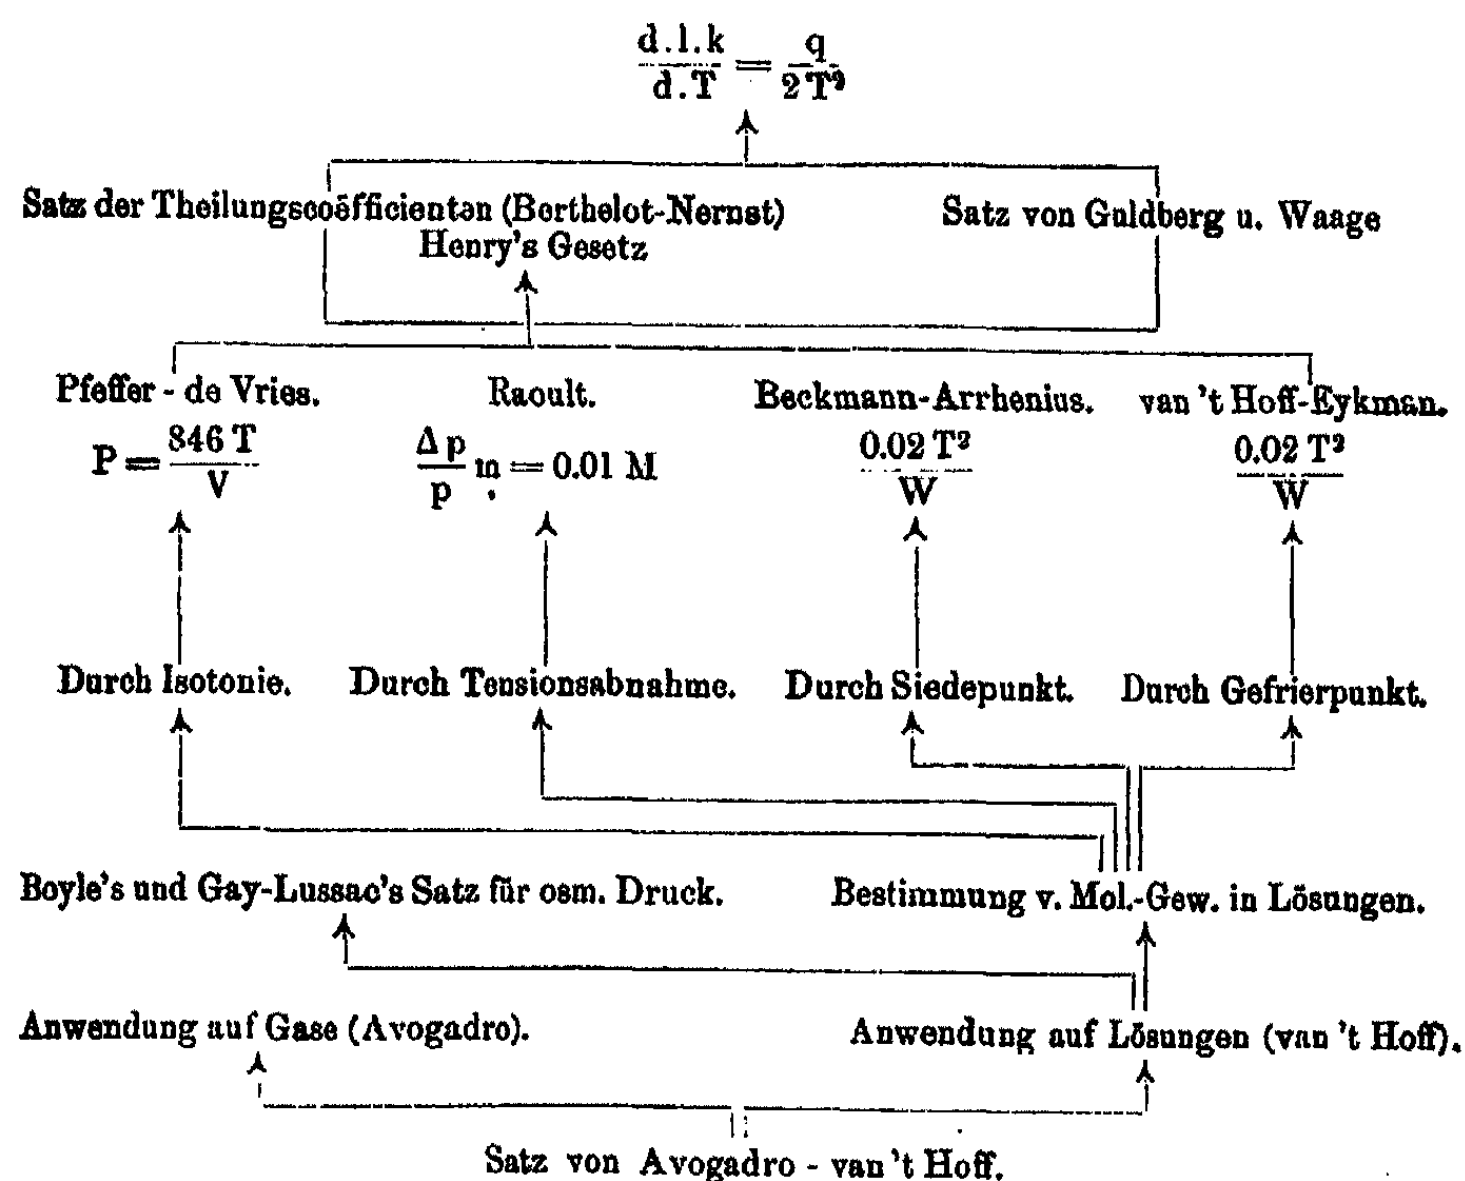 d.l.k / d.T = q / 2 T²
Satz der Theilungscoëfficienten (Berthelot-Nernst)
Henry's Gesetz
Satz von Guldberg u. Waage
Pfeffer - de Vries.
Raoult.
Beckmann-Arrhenius.
van 't Hoff-Eykman.
P = 846 T / V
Δ p / p m = 0.01 M
0.02 T² / W
0.02 T² / W
Durch Isotonie.
Durch Tensionsabnahme.
Durch Siedepunkt.
Durch Gefrierpunkt.
Boyle's und Gay-Lussac's Satz für osm. Druck.
Bestimmung v. Mol.-Gew. in Lösungen.
Anwendung auf Gase (Avogadro).
Anwendung auf Lösungen (van 't Hoff).
Satz von Avogadro - van 't Hoff.